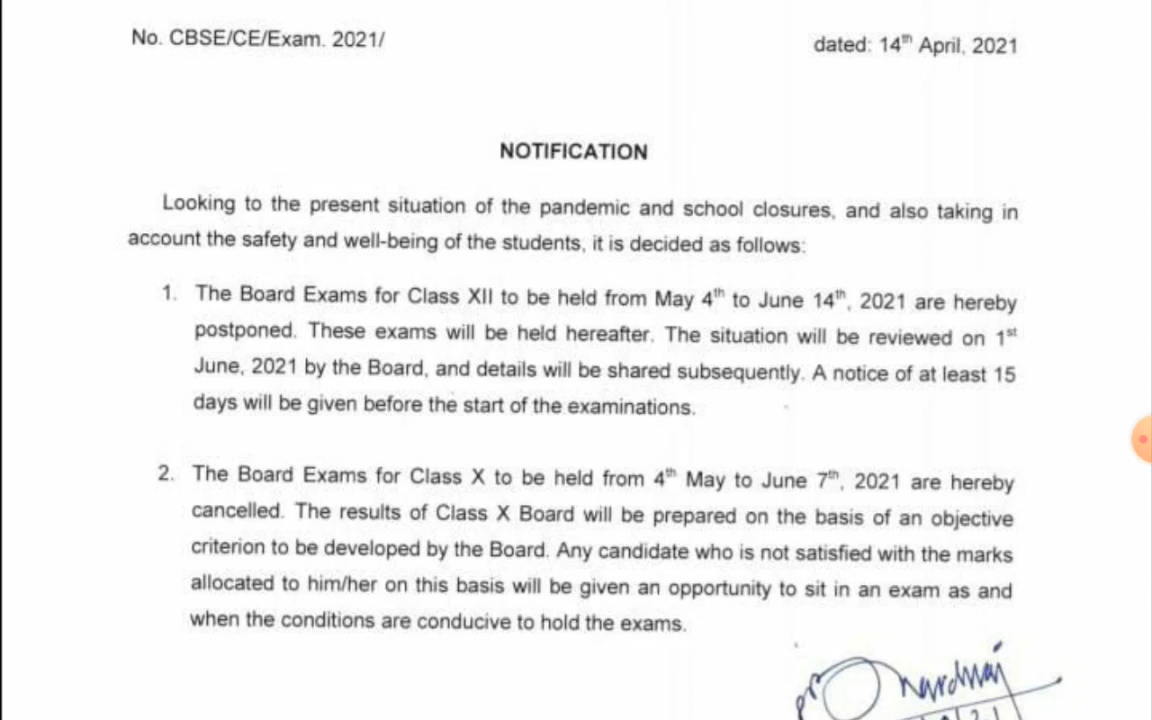 No. CBSE/CE/Exam. 2021/ dated: 14th April, 2021
NOTIFICATION
Looking to the present situation of the pandemic and school closures, and also taking in
account the safety and well-being of the students, it is decided as follows:
1. The Board Exams for Class XII to be held from May 4th to June 14th, 2021 are hereby
postponed. These exams will be held hereafter. The situation will be reviewed on 1st
June, 2021 by the Board, and details will be shared subsequently. A notice of at least 15
days will be given before the start of the examinations.
2. The Board Exams for Class X to be held from 4th May to June 7th, 2021 are hereby
cancelled. The results of Class X Board will be prepared on the basis of an objective
criterion to be developed by the Board. Any candidate who is not satisfied with the marks
allocated to him/her on this basis will be given an opportunity to sit in an exam as and
when the conditions are conducive to hold the exams.